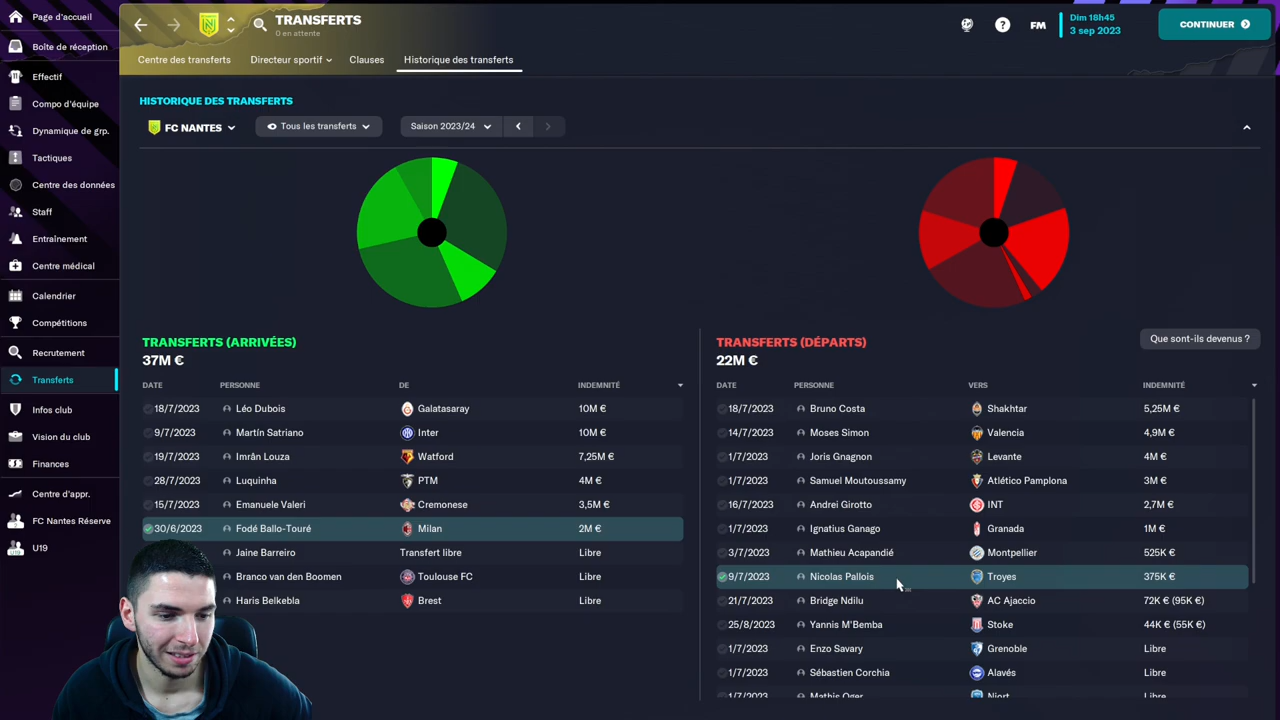 Page d'accueil
Boîte de réception
Effectif
Compo d'équipe
Dynamique de grp.
Tactiques
Centre des données
Staff
Entraînement
Centre médical
Calendrier
Compétitions
Recrutement
Transferts
Infos club
Vision du club
Finances
Centre d'appr.
FC Nantes Réserve
U19
TRANSFERTS
0 en attente
? FM
Dim 18h45
3 sep 2023
CONTINUER
Centre des transferts Directeur sportif Clauses Historique des transferts
HISTORIQUE DES TRANSFERTS
FC NANTES Tous les transferts Saison 2023/24
TRANSFERTS (ARRIVÉES)
37M €
DATE PERSONNE DE INDEMNITÉ
18/7/2023 Léo Dubois Galatasaray 10M €
9/7/2023 Martín Satriano Inter 10M €
19/7/2023 Imrân Louza Watford 7,25M €
28/7/2023 Luquinha PTM 4M €
15/7/2023 Emanuele Valeri Cremonese 3,5M €
30/6/2023 Fodé Ballo-Touré Milan 2M €
Jaine Barreiro Transfert libre Libre
Branco van den Boomen Toulouse FC Libre
Haris Belkebla Brest Libre
TRANSFERTS (DÉPARTS)
22M €
Que sont-ils devenus ?
DATE PERSONNE VERS INDEMNITÉ
18/7/2023 Bruno Costa Shakhtar 5,25M €
14/7/2023 Moses Simon Valencia 4,9M €
1/7/2023 Joris Gnagnon Levante 4M €
1/7/2023 Samuel Moutoussamy Atlético Pamplona 3M €
16/7/2023 Andrei Girotto INT 2,7M €
1/7/2023 Ignatius Ganago Granada 1M €
3/7/2023 Mathieu Acapandié Montpellier 525K €
9/7/2023 Nicolas Pallois Troyes 375K €
21/7/2023 Bridge Ndilu AC Ajaccio 72K € (95K €)
25/8/2023 Yannis M'Bemba Stoke 44K € (55K €)
1/7/2023 Enzo Savary Grenoble Libre
1/7/2023 Sébastien Corchia Alavés Libre
1/7/2023 Mathis Oger Niort Libre